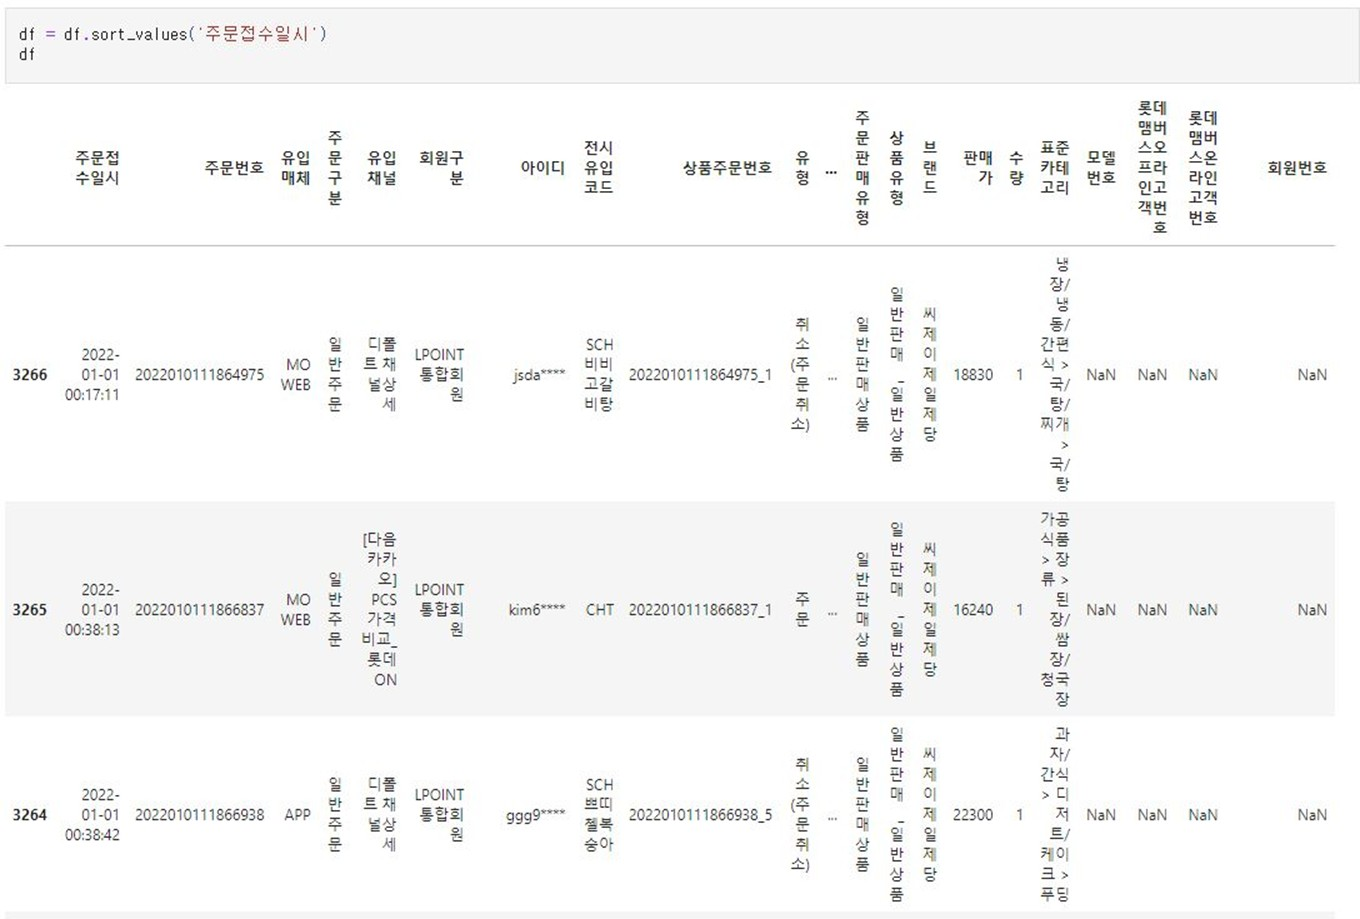 df = df.sort_values('주문접수일시')
df
주문접
수일시
주문번호
유입
매체
주
문
구
분
유입
채널
회원구
분
아이디
전시
유입
코드
상품주문번호
유
형
...
주
문
판
매
유
형
상
품
유
형
브
랜
드
판매
가
수
량
표준
카테
고리
모델
번호
롯데
맴버
스오
프라
인고
객번
호
롯데
맴버
스온
라인
고객
번호
회원번호
3266
2022-
01-01
00:17:11
2022010111864975
MO
WEB
일
반
주
문
디폴
트 채
널상
세
LPOINT
통합회
원
jsda****
SCH
비비
고갈
비탕
2022010111864975_1
취
소
(주
문
취
소)
...
일
반
판
매
상
품
일
반
판
매
_
일
반
상
품
씨
제
이
제
일
제
당
18830
1
냉
장/
냉
동/
간편
식 >
국/
탕/
찌개
>
국/
탕
NaN
NaN
NaN
NaN
3265
2022-
01-01
00:38:13
2022010111866837
MO
WEB
일
반
주
문
[다음
카카
오]
PCS
가격
비교_
롯데
ON
LPOINT
통합회
원
kim6****
CHT
2022010111866837_1
주
문
...
일
반
판
매
상
품
일
반
판
매
_
일
반
상
품
씨
제
이
제
일
제
당
16240
1
가공
식품
> 장
류 >
된
장/
쌈
장/
청국
장
NaN
NaN
NaN
NaN
3264
2022-
01-01
00:38:42
2022010111866938
APP
일
반
주
문
디폴
트 채
널상
세
LPOINT
통합회
원
ggg9****
SCH
쁘띠
첼복
숭아
2022010111866938_5
취
소
(주
문
취
소)
...
일
반
판
매
상
품
일
반
판
매
_
일
반
상
품
씨
제
이
제
일
제
당
22300
1
과
자/
간식
> 디
저
트/
케이
크 >
푸딩
NaN
NaN
NaN
NaN